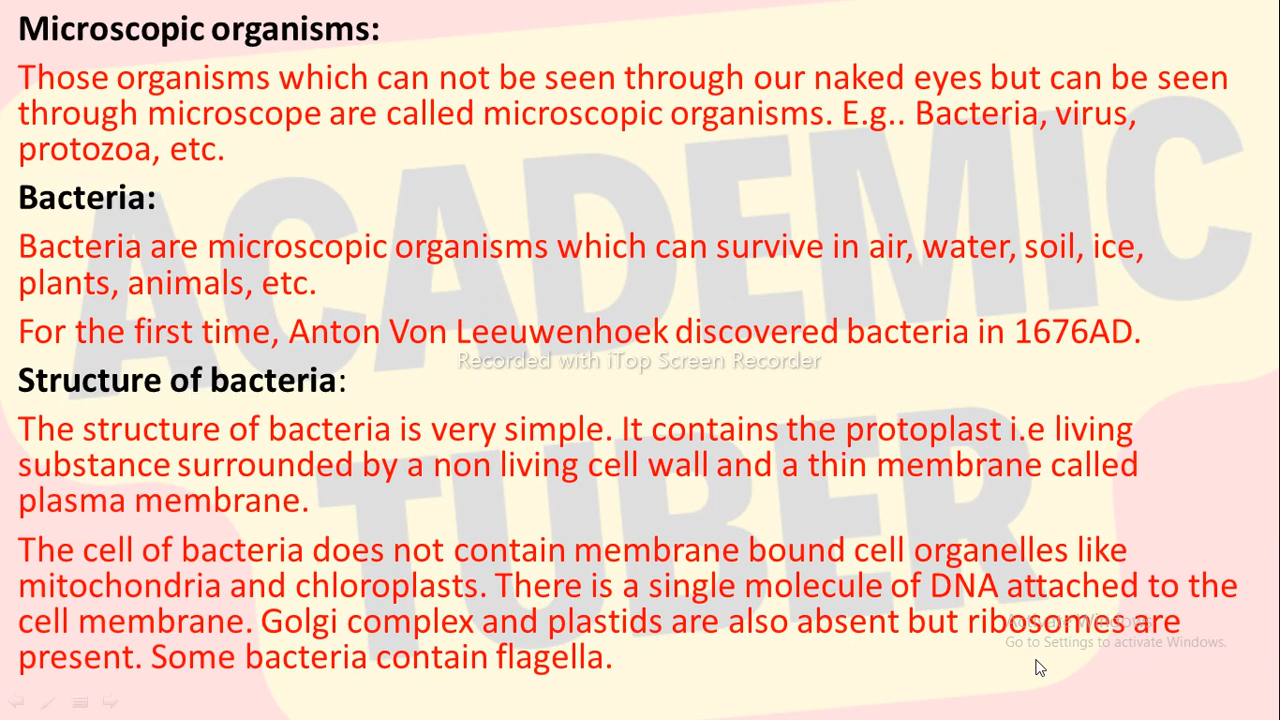 Microscopic organisms:
Those organisms which can not be seen through our naked eyes but can be seen
through microscope are called microscopic organisms. E.g.. Bacteria, virus,
protozoa, etc.
Bacteria:
Bacteria are microscopic organisms which can survive in air, water, soil, ice,
plants, animals, etc.
For the first time, Anton Von Leeuwenhoek discovered bacteria in 1676AD.
Recorded with iTop Screen Recorder
Structure of bacteria:
The structure of bacteria is very simple. It contains the protoplast i.e living
substance surrounded by a non living cell wall and a thin membrane called
plasma membrane.
The cell of bacteria does not contain membrane bound cell organelles like
mitochondria and chloroplasts. There is a single molecule of DNA attached to the
cell membrane. Golgi complex and plastids are also absent but ribosomes are
present. Some bacteria contain flagella.
Activate Windows
Go to Settings to activate Windows.
ACADEMIC
TUBER